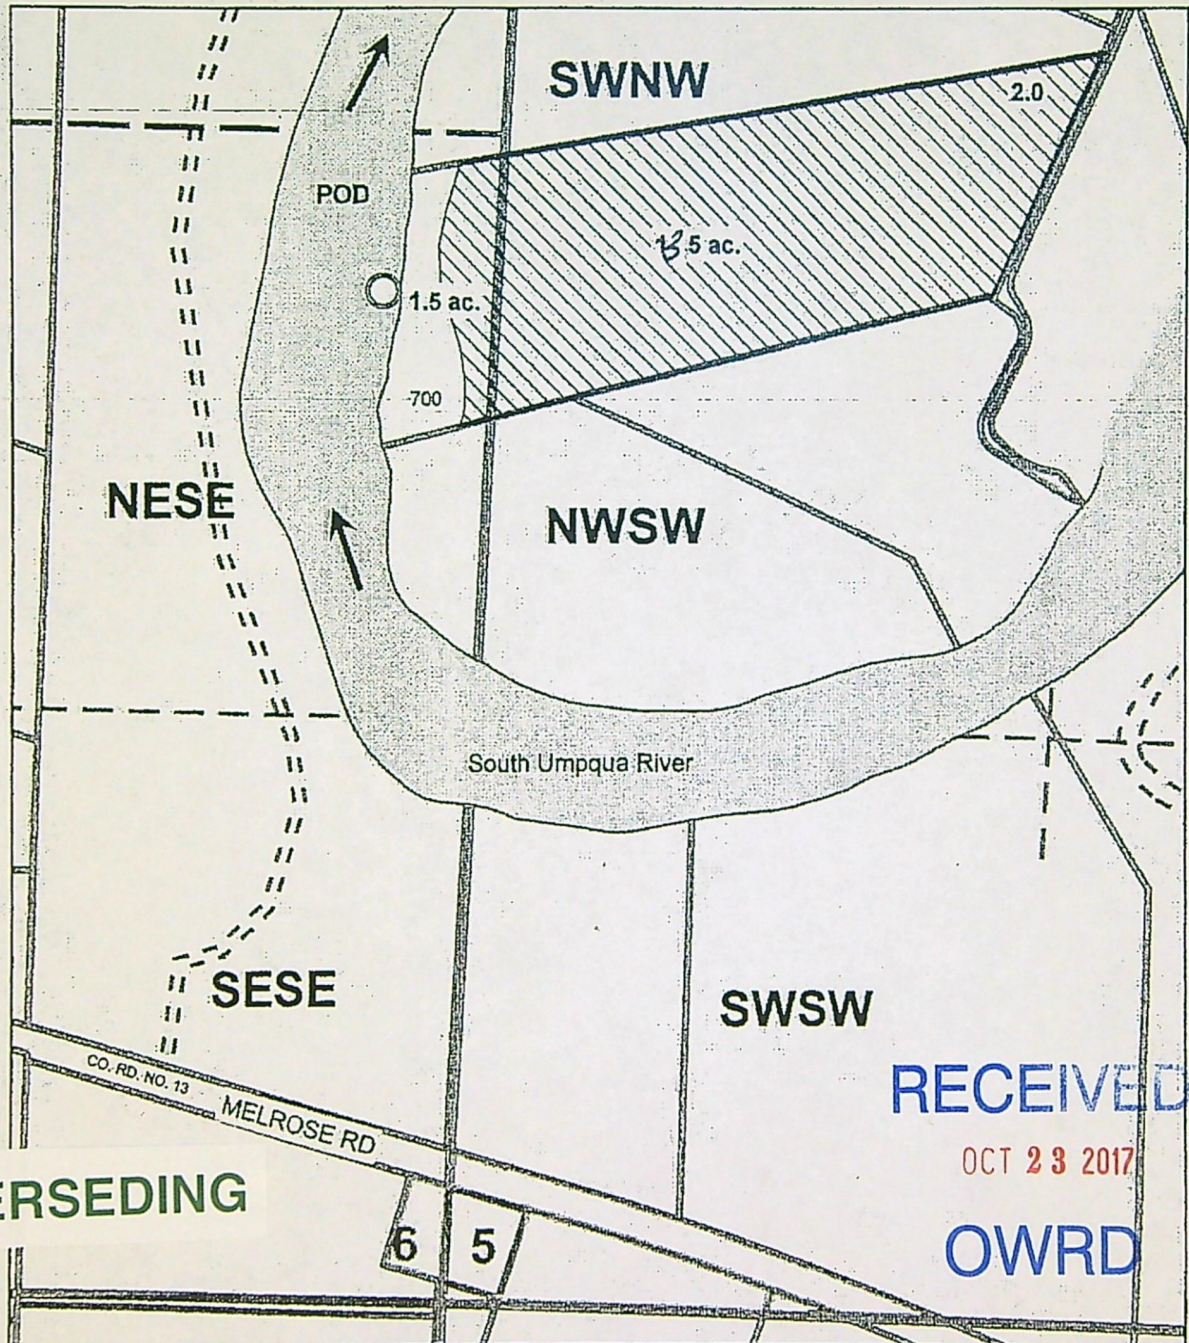 SWNW
2.0
POD
5 ac.
1.5 ac.
700
NESE
NWSW
South Umpqua River
SESE
SWSW
CO. RD. NO. 13
MELROSE RD
RECEIVED
OCT 23 2017
OWRD
ERSEDING
6
5